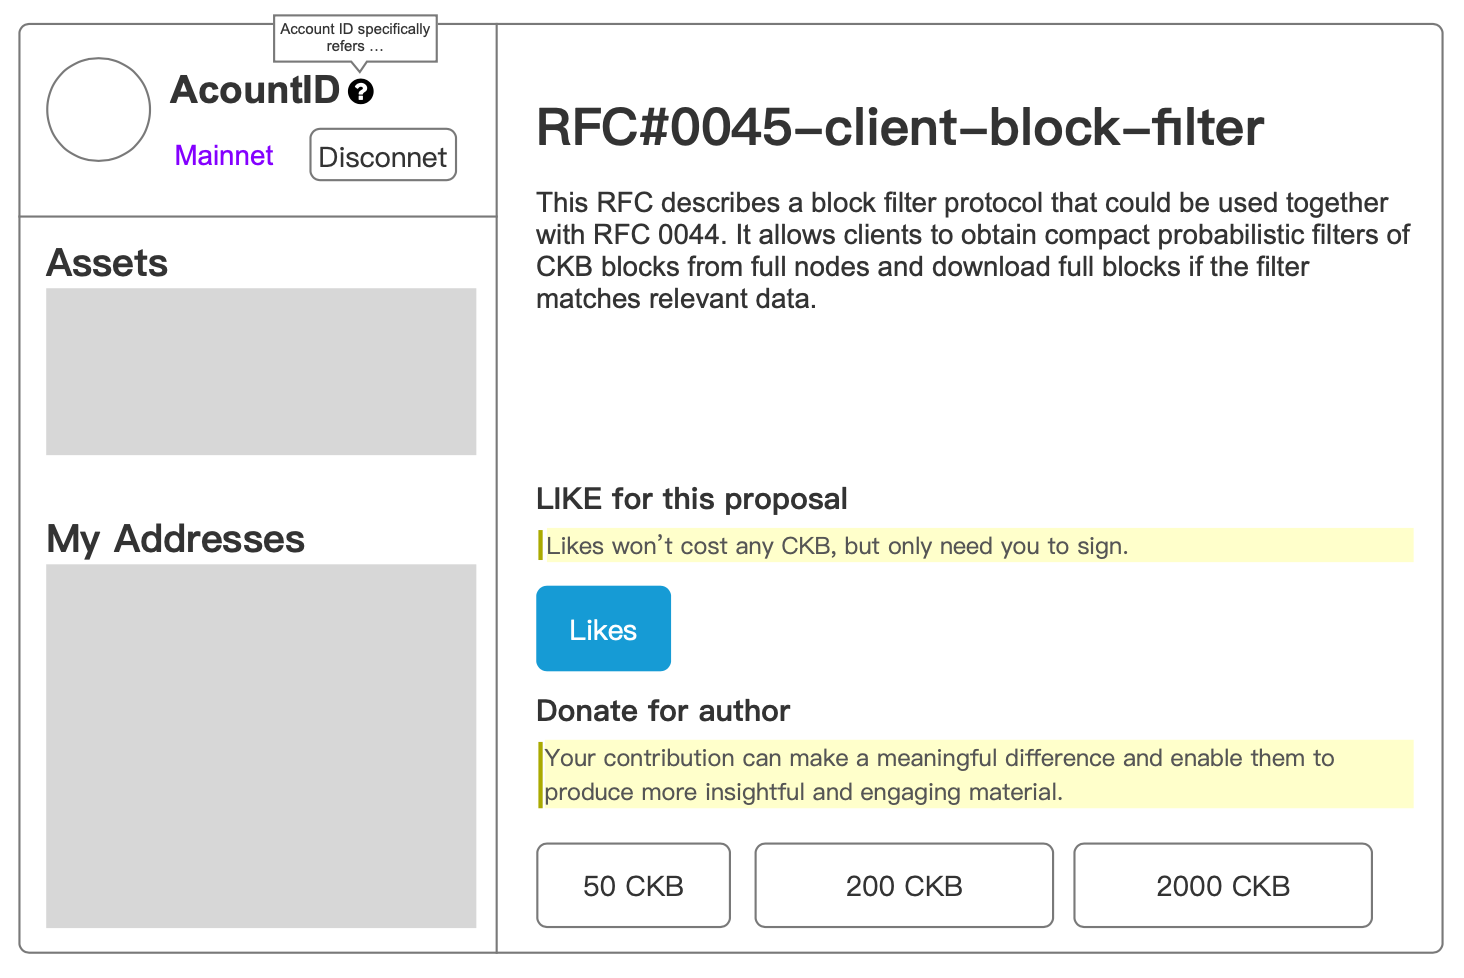 Account ID specifically
refers ...
AcountID ?
Mainnet
Disconnet
Assets
My Addresses
RFC#0045-client-block-filter
This RFC describes a block filter protocol that could be used together
with RFC 0044. It allows clients to obtain compact probabilistic filters of
CKB blocks from full nodes and download full blocks if the filter
matches relevant data.
LIKE for this proposal
Likes won't cost any CKB, but only need you to sign.
Likes
Donate for author
Your contribution can make a meaningful difference and enable them to
produce more insightful and engaging material.
50 CKB
200 CKB
2000 CKB